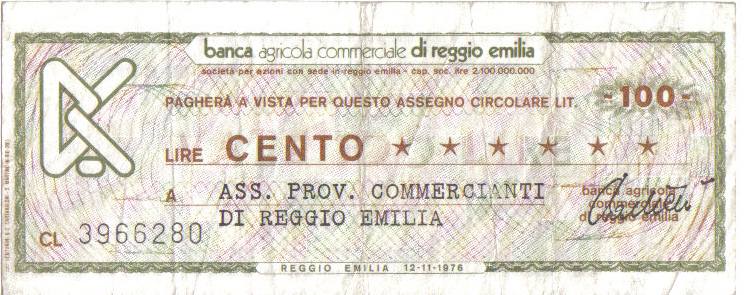 banca agricola commerciale di reggio emilia
società per azioni con sede in reggio emilia - cap. soc. lire 2.100.000.000
PAGHERÀ A VISTA PER QUESTO ASSEGNO CIRCOLARE LIT. -100-
LIRE CENTO ★ ★ ★ ★ ★ ★
A ASS. PROV. COMMERCIANTI
DI REGGIO EMILIA
banca agricola
commerciale
di reggio emilia
CL 3966280
REGGIO EMILIA 12-11-1976